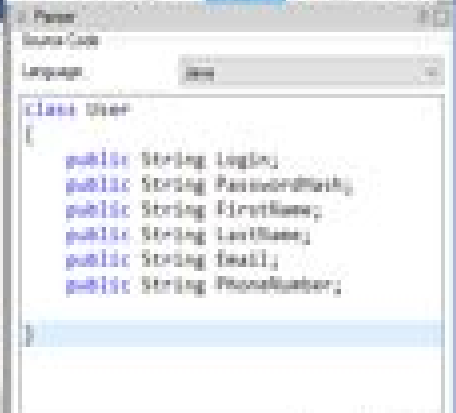 Parser
Source Code
Language Java
class User
{
public String Login;
public String PasswordHash;
public String FirstName;
public String LastName;
public String Email;
public String PhoneNumber;
}